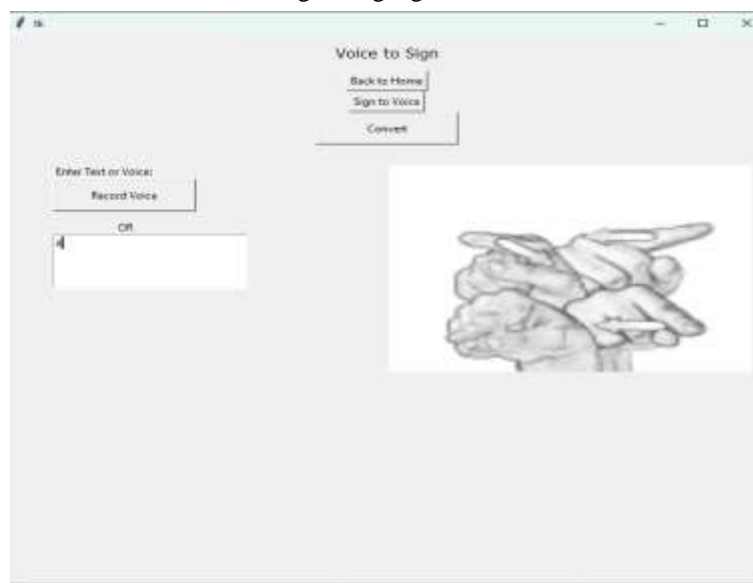 tk
Voice to Sign
Back to Home
Sign to Voice
Convert
Enter Text or Voice:
Record Voice
OR